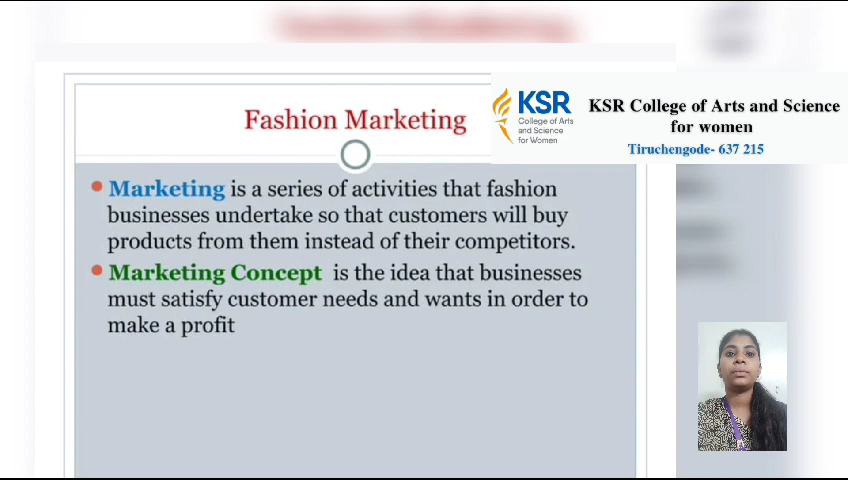 Fashion Marketing
KSR
College of Arts
and Science
for Women
KSR College of Arts and Science
for women
Tiruchengode- 637 215
Marketing is a series of activities that fashion
businesses undertake so that customers will buy
products from them instead of their competitors.
Marketing Concept is the idea that businesses
must satisfy customer needs and wants in order to
make a profit